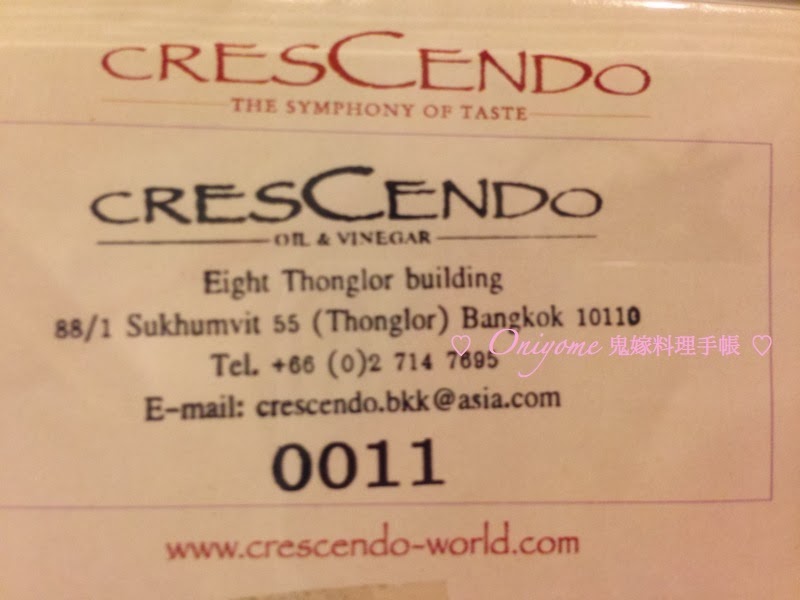 CRESCENDO
THE SYMPHONY OF TASTE
CRESCENDO
OIL & VINEGAR
Eight Thonglor building
88/1 Sukhumvit 55 (Thonglor) Bangkok 10110
♡ Oniyome 鬼嫁料理手帳 ♡
Tel. +66 (0)2 714 7695
E-mail: crescendo.bkk@asia.com
0011
www.crescendo-world.com